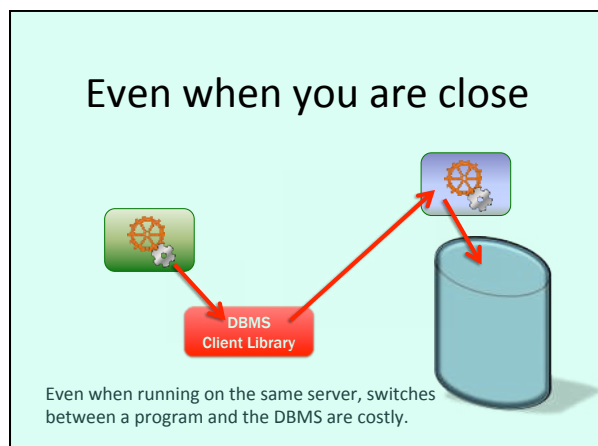 Even when you are close
DBMS
Client Library
Even when running on the same server, switches
between a program and the DBMS are costly.